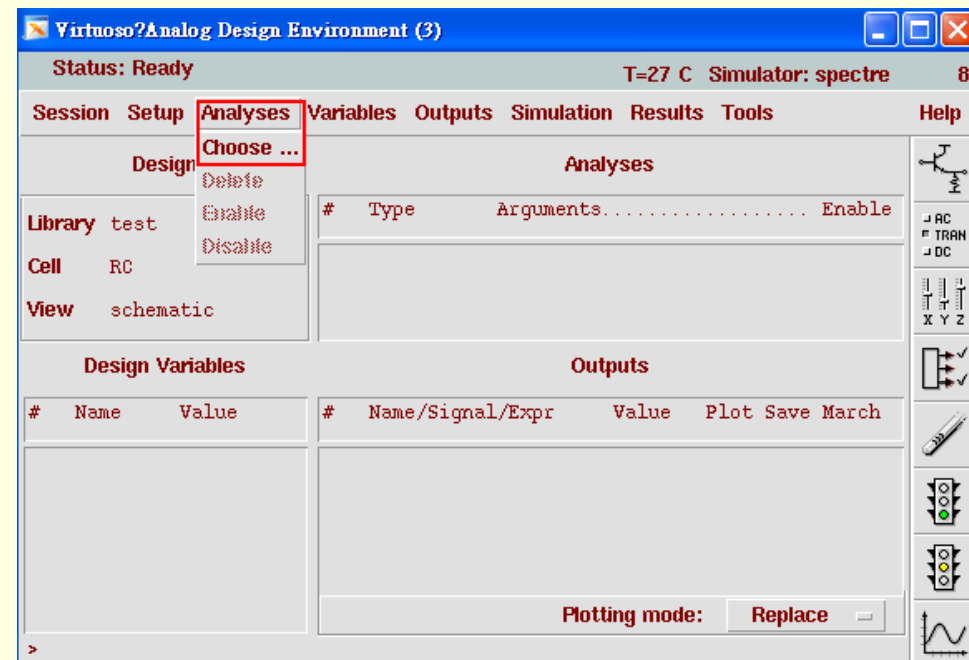 Virtuoso?Analog Design Environment (3)
Status: Ready T=27 C Simulator: spectre 8
Session Setup Analyses Variables Outputs Simulation Results Tools Help
Choose ...
Delete
Enable
Disable
Design
Library test
Cell RC
View schematic
Analyses
# Type Arguments.................. Enable
Design Variables
# Name Value
Outputs
# Name/Signal/Expr Value Plot Save March
Plotting mode: Replace
>
AC
TRAN
DC
X Y Z